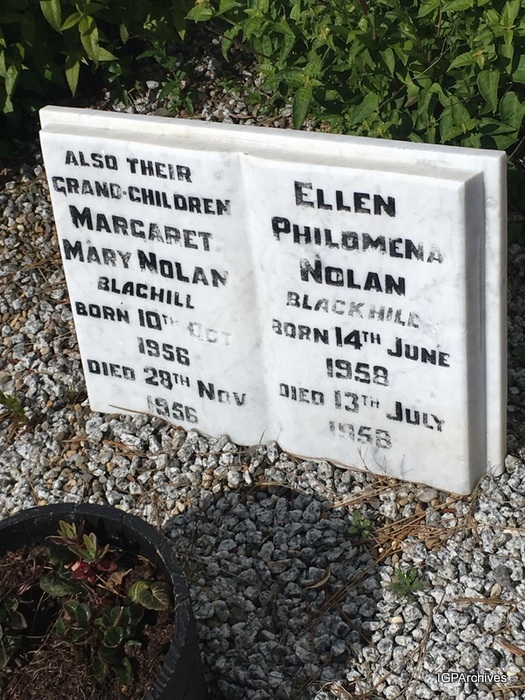 ALSO THEIR
GRAND-CHILDREN
MARGARET
MARY NOLAN
BLACHILL
BORN 10TH OCT
1956
DIED 28TH NOV
1956
ELLEN
PHILOMENA
NOLAN
BLACKHILL
BORN 14TH JUNE
1958
DIED 13TH JULY
1958
IGPArchives